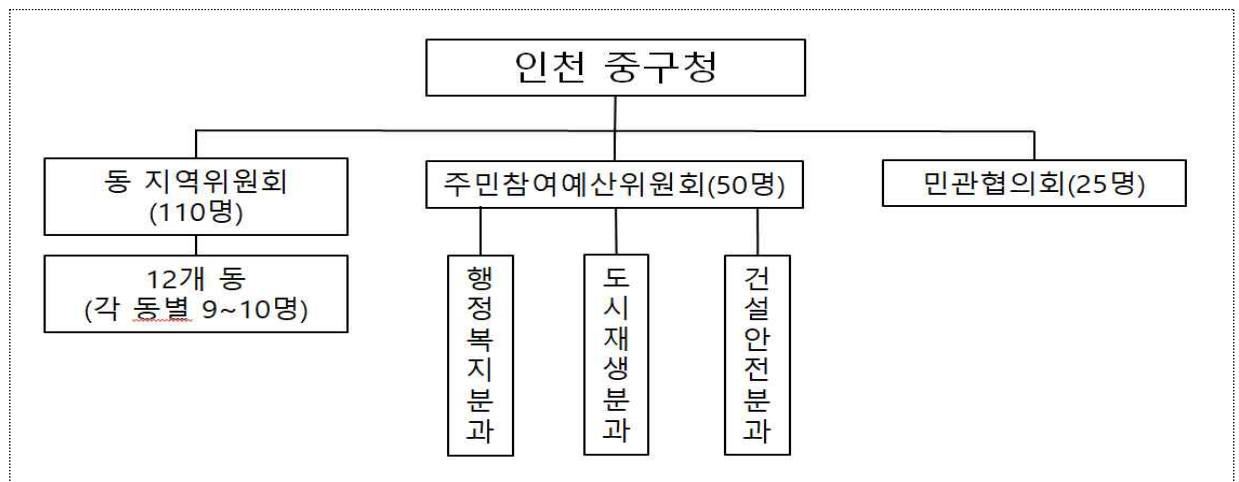 인천 중구청
동 지역위원회
(110명)
주민참여예산위원회(50명)
민관협의회(25명)
12개 동
(각 동별 9~10명)
행정복지분과
도시재생분과
건설안전분과